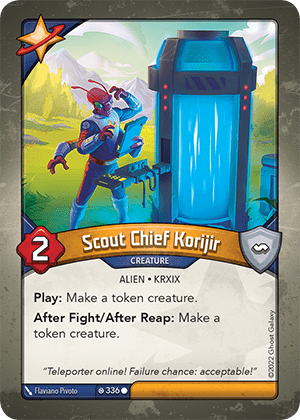 Scout Chief Korijir
2
CREATURE
ALIEN • KRXIX
Play: Make a token creature.
After Fight/After Reap: Make a
token creature.
"Teleporter online! Failure chance: acceptable!"
©2022 Ghost Galaxy
Flaviano Pivoto
336